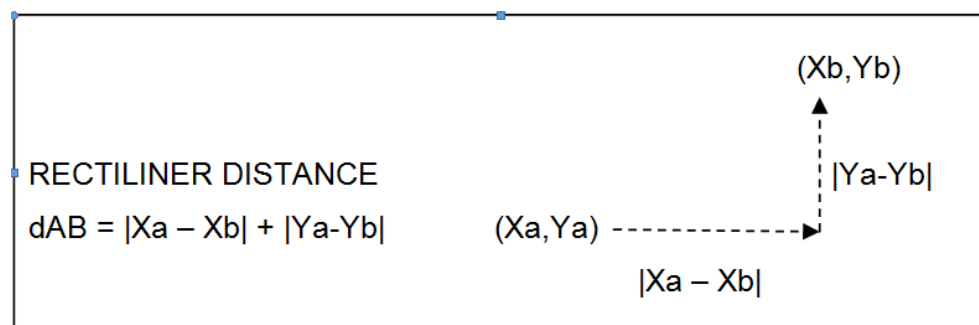 (Xb,Yb)
RECTILINER DISTANCE
|Ya-Yb|
dAB = |Xa – Xb| + |Ya-Yb|
(Xa,Ya)
|Xa – Xb|